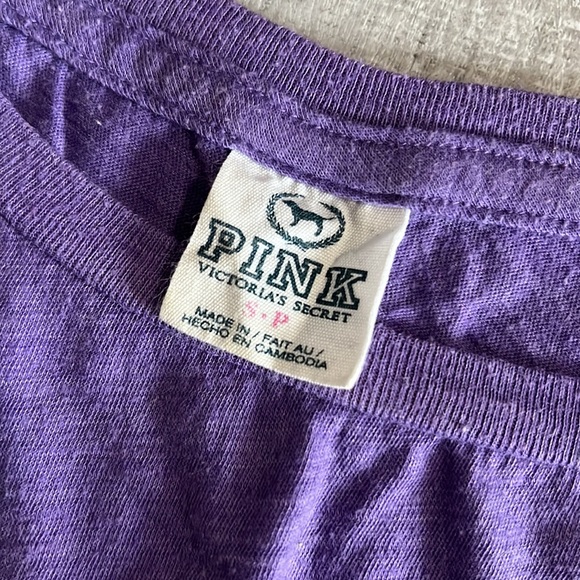 PINK
VICTORIA'S SECRET
S•P
MADE IN / FAIT AU /
HECHO EN CAMBODIA